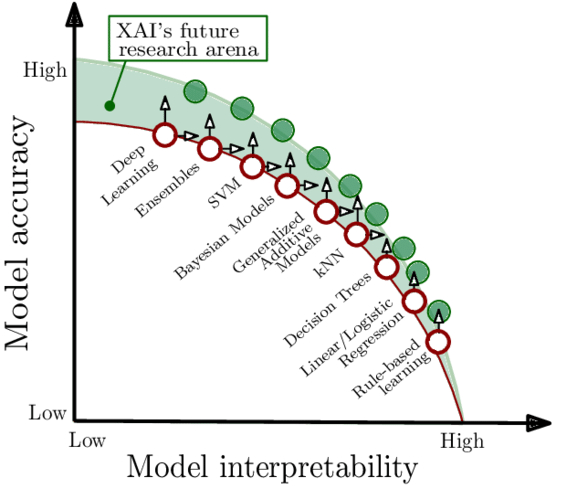 XAI's future
research arena
High
Model accuracy
Deep
Learning
Ensembles
SVM
Bayesian Models
Generalized
Additive
Models
kNN
Decision Trees
Linear/Logistic
Regression
Rule-based
learning
Low
Low
High
Model interpretability